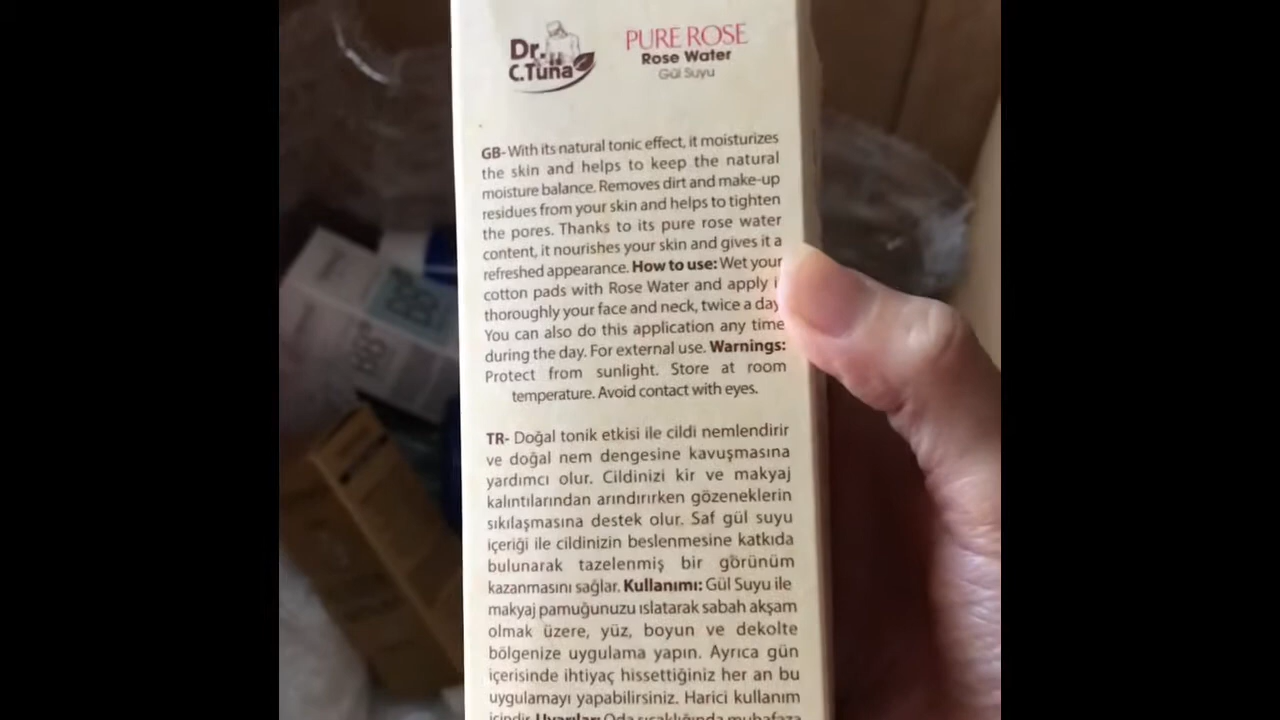 Dr.
C.Tuna
PURE ROSE
Rose Water
Gül Suyu
GB- With its natural tonic effect, it moisturizes
the skin and helps to keep the natural
moisture balance. Removes dirt and make-up
residues from your skin and helps to tighten
the pores. Thanks to its pure rose water
content, it nourishes your skin and gives it a
refreshed appearance. How to use: Wet your
cotton pads with Rose Water and apply
thoroughly your face and neck, twice a day
You can also do this application any time
during the day. For external use. Warnings:
Protect from sunlight. Store at room
temperature. Avoid contact with eyes.
TR- Doğal tonik etkisi ile cildi nemlendirir
ve doğal nem dengesine kavuşmasına
yardımcı olur. Cildinizi kir ve makyaj
kalıntılarından arındırırken gözeneklerin
sıkılaşmasına destek olur. Saf gül suyu
içeriği ile cildinizin beslenmesine katkıda
bulunarak tazelenmiş bir görünüm
kazanmasını sağlar. Kullanımı: Gül Suyu ile
makyaj pamuğunuzu ıslatarak sabah akşam
olmak üzere, yüz, boyun ve dekolte
bölgenize uygulama yapın. Ayrıca gün
içerisinde ihtiyaç hissettiğiniz her an bu
uygulamayı yapabilirsiniz. Harici kullanım
içindir. Uyarılar: Oda sıcaklığında muhafaza